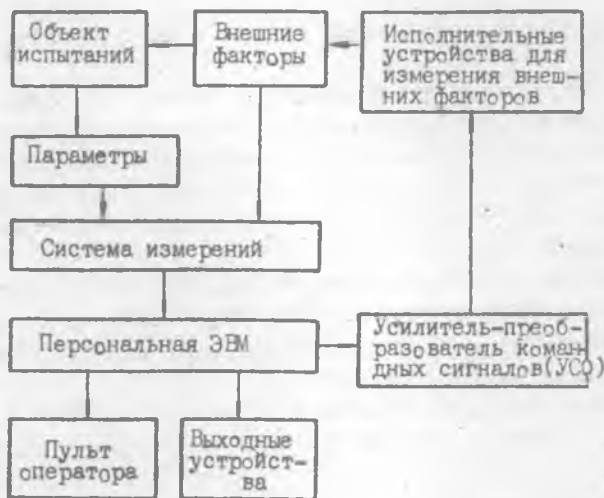 Объект
испытаний
Внешние
факторы
Исполнительные
устройства для
измерения внеш-
них факторов
Параметры
Система измерений
Персональная ЭВМ
Усилитель-преоб-
разователь коман-
дных сигналов(УСО)
Пульт
оператора
Выходные
устройст-
ва